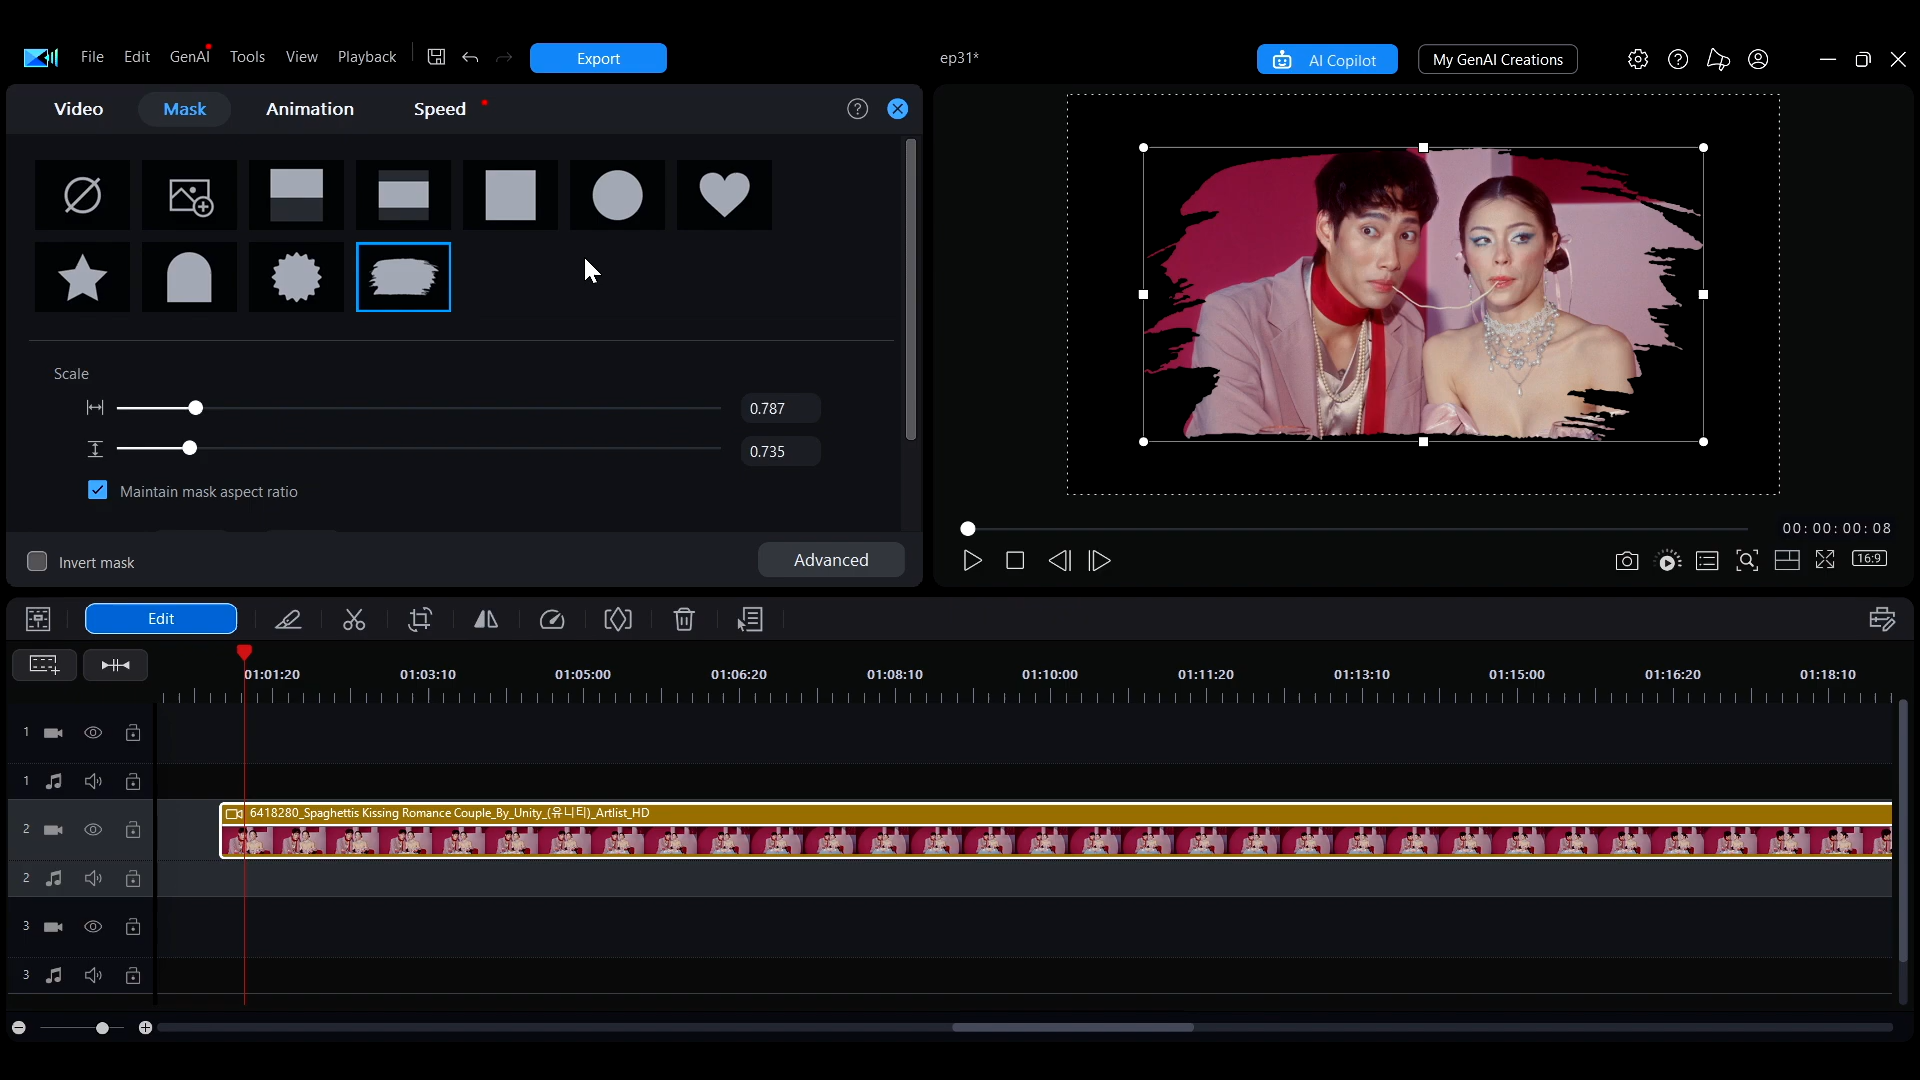 File Edit GenAI Tools View Playback Export ep31* AI Copilot My GenAI Creations
Video Mask Animation Speed
Scale
0.787
0.735
Maintain mask aspect ratio
Invert mask Advanced
00:00:00:08
16:9
Edit
01:01:20 01:03:10 01:05:00 01:06:20 01:08:10 01:10:00 01:11:20 01:13:10 01:15:00 01:16:20 01:18:10
1
1
6418280_Spaghettis Kissing Romance Couple_By_Unity_(유니티)_Artlist_HD
2
2
3
3